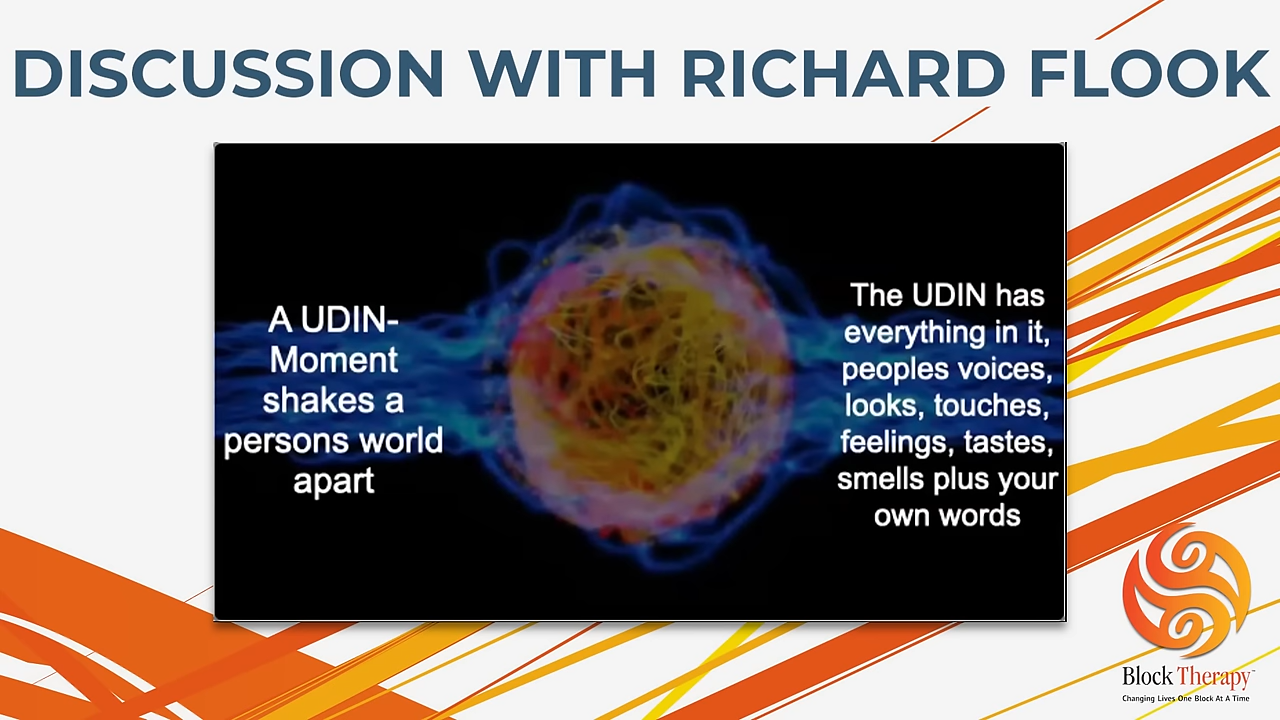 DISCUSSION WITH RICHARD FLOOK
A UDIN-
Moment
shakes a
persons world
apart
The UDIN has
everything in it,
peoples voices,
looks, touches,
feelings, tastes,
smells plus your
own words
Block Therapy™
Changing Lives One Block At A Time